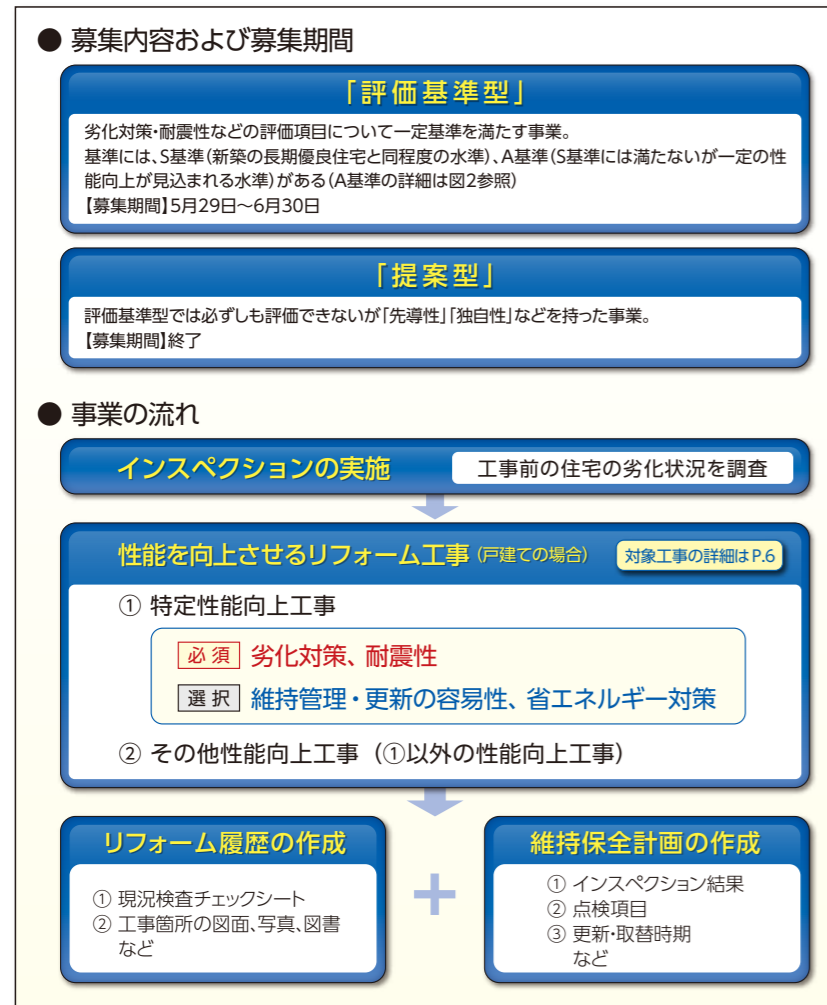 ● 募集内容および募集期間
「評価基準型」
劣化対策・耐震性などの評価項目について一定基準を満たす事業。
基準には、S基準(新築の長期優良住宅と同程度の水準)、A基準(S基準には満たないが一定の性
能向上が見込まれる水準)がある(A基準の詳細は図2参照)
【募集期間】5月29日～6月30日
「提案型」
評価基準型では必ずしも評価できないが「先導性」「独自性」などを持った事業。
【募集期間】終了
● 事業の流れ
インスペクションの実施 工事前の住宅の劣化状況を調査
性能を向上させるリフォーム工事(戸建ての場合) 対象工事の詳細はP.6
① 特定性能向上工事
必須 劣化対策、耐震性
選択 維持管理・更新の容易性、省エネルギー対策
② その他性能向上工事（①以外の性能向上工事）
リフォーム履歴の作成
① 現況検査チェックシート
② 工事箇所の図面、写真、図書
など
+
維持保全計画の作成
① インスペクション結果
② 点検項目
③ 更新・取替時期
など